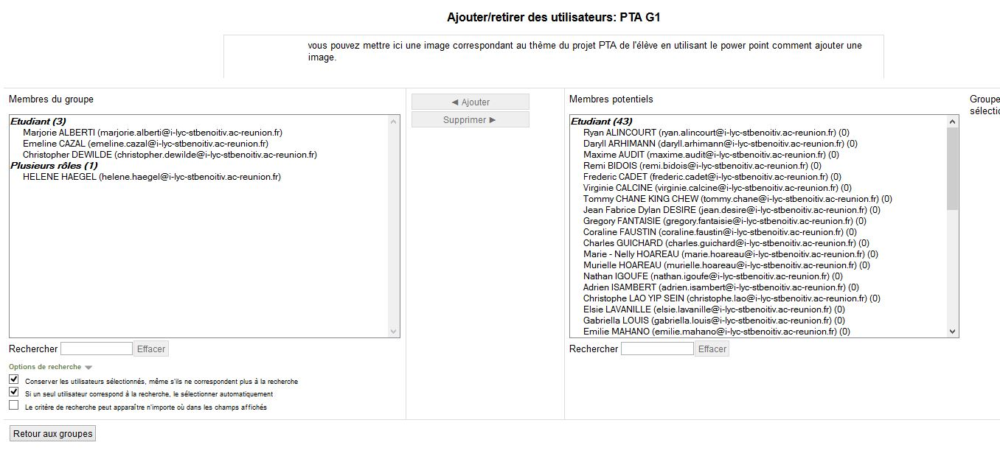 Ajouter/retirer des utilisateurs: PTA G1
vous pouvez mettre ici une image correspondant au thème du projet PTA de l'élève en utilisant le power point comment ajouter une
image.
Membres du groupe
Etudiant (3)
Marjorie ALBERTI (marjorie.alberti@i-lyc-stbenoitiv.ac-reunion.fr)
Emeline CAZAL (emeline.cazal@i-lyc-stbenoitiv.ac-reunion.fr)
Christopher DEWILDE (christopher.dewilde@i-lyc-stbenoitiv.ac-reunion.fr)
Plusieurs rôles (1)
HELENE HAEGEL (helene.haegel@i-lyc-stbenoitiv.ac-reunion.fr)
Rechercher Effacer
Options de recherche
Conserver les utilisateurs sélectionnés, même s'ils ne correspondent plus à la recherche
Si un seul utilisateur correspond à la recherche, le sélectionner automatiquement
Le critère de recherche peut apparaître n'importe où dans les champs affichés
◄ Ajouter
Supprimer ►
Membres potentiels
Etudiant (43)
Ryan ALINCOURT (ryan.alincourt@i-lyc-stbenoitiv.ac-reunion.fr) (0)
Daryll ARHIMANN (daryll.arhimann@i-lyc-stbenoitiv.ac-reunion.fr) (0)
Maxime AUDIT (maxime.audit@i-lyc-stbenoitiv.ac-reunion.fr) (0)
Remi BIDOIS (remi.bidois@i-lyc-stbenoitiv.ac-reunion.fr) (0)
Frederic CADET (frederic.cadet@i-lyc-stbenoitiv.ac-reunion.fr) (0)
Virginie CALCINE (virginie.calcine@i-lyc-stbenoitiv.ac-reunion.fr) (0)
Tommy CHANE KING CHEW (tommy.chane@i-lyc-stbenoitiv.ac-reunion.fr) (0)
Jean Fabrice Dylan DESIRE (jean.desire@i-lyc-stbenoitiv.ac-reunion.fr) (0)
Gregory FANTAISIE (gregory.fantaisie@i-lyc-stbenoitiv.ac-reunion.fr) (0)
Coraline FAUSTIN (coraline.faustin@i-lyc-stbenoitiv.ac-reunion.fr) (0)
Charles GUICHARD (charles.guichard@i-lyc-stbenoitiv.ac-reunion.fr) (0)
Marie - Nelly HOAREAU (marie.hoareau@i-lyc-stbenoitiv.ac-reunion.fr) (0)
Murielle HOAREAU (murielle.hoareau@i-lyc-stbenoitiv.ac-reunion.fr) (0)
Nathan IGOUFE (nathan.igoufe@i-lyc-stbenoitiv.ac-reunion.fr) (0)
Adrien ISAMBERT (adrien.isambert@i-lyc-stbenoitiv.ac-reunion.fr) (0)
Christophe LAO YIP SEIN (christophe.lao@i-lyc-stbenoitiv.ac-reunion.fr) (0)
Elsie LAVANILLE (elsie.lavanille@i-lyc-stbenoitiv.ac-reunion.fr) (0)
Gabriella LOUIS (gabriella.louis@i-lyc-stbenoitiv.ac-reunion.fr) (0)
Emilie MAHANO (emilie.mahano@i-lyc-stbenoitiv.ac-reunion.fr) (0)
Rechercher Effacer
Groupe
sélectio
Retour aux groupes